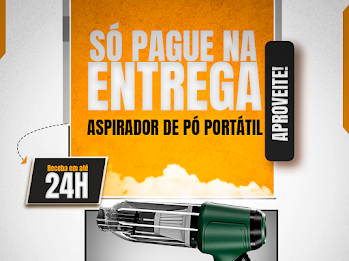 SÓ PAGUE NA
ENTREGA
ASPIRADOR DE PÓ PORTÁTIL
APROVEITE!
Receba em até
24H